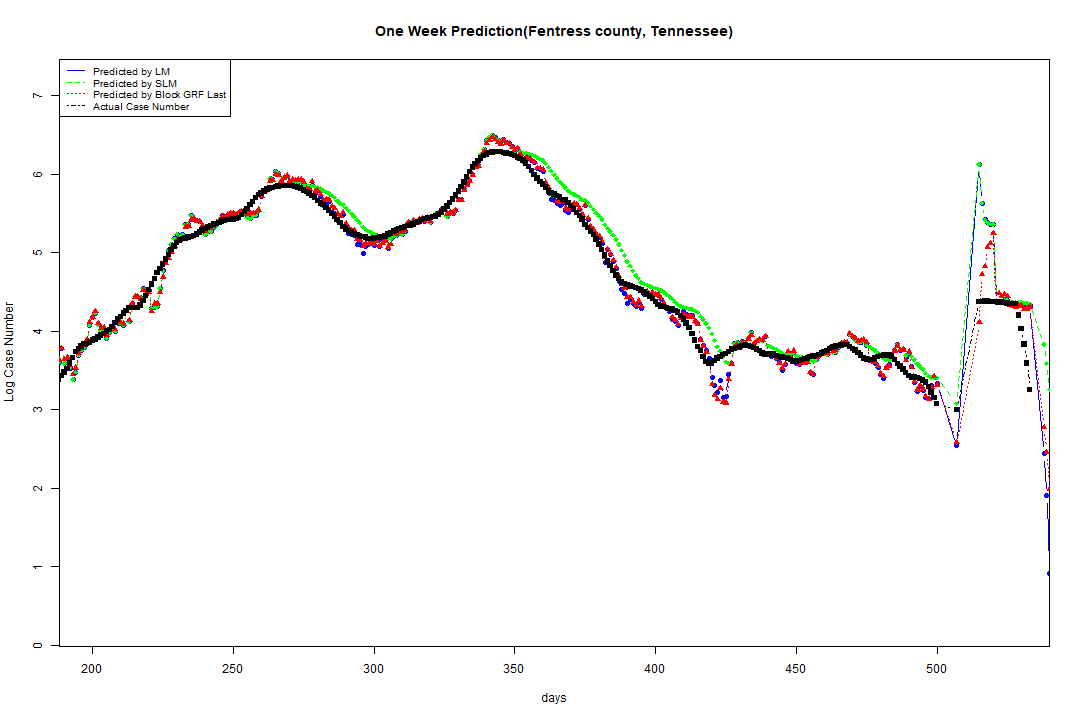 One Week Prediction(Fentress county, Tennessee)
Predicted by LM
Predicted by SLM
Predicted by Block GRF Last
Actual Case Number
Log Case Number
7
6
5
4
3
2
1
0
200 250 300 350 400 450 500
days